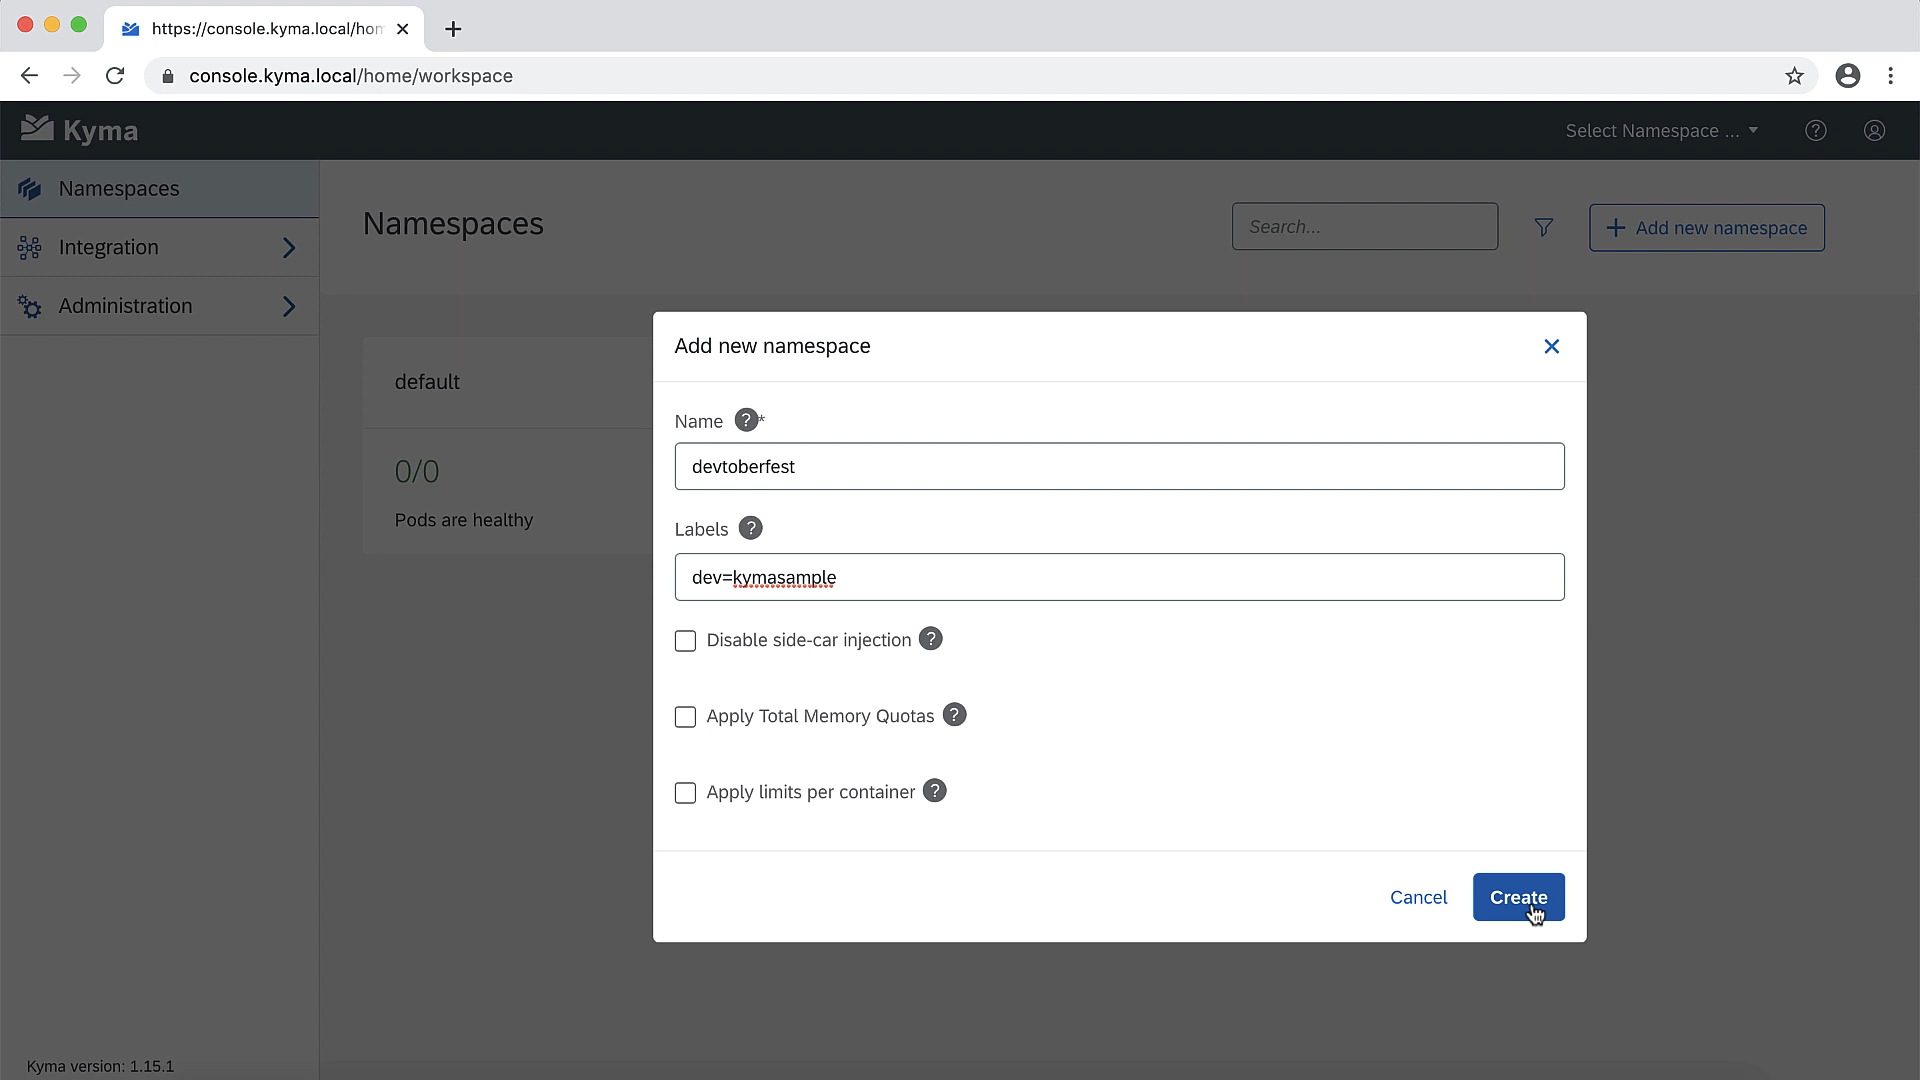 https://console.kyma.local/hom
console.kyma.local/home/workspace
Kyma
Select Namespace ...
Namespaces
Integration
Administration
Namespaces
Search...
Add new namespace
default
0/0
Pods are healthy
Add new namespace
Name ?*
devtoberfest
Labels ?
dev=kymasample
Disable side-car injection ?
Apply Total Memory Quotas ?
Apply limits per container ?
Cancel
Create
Kyma version: 1.15.1